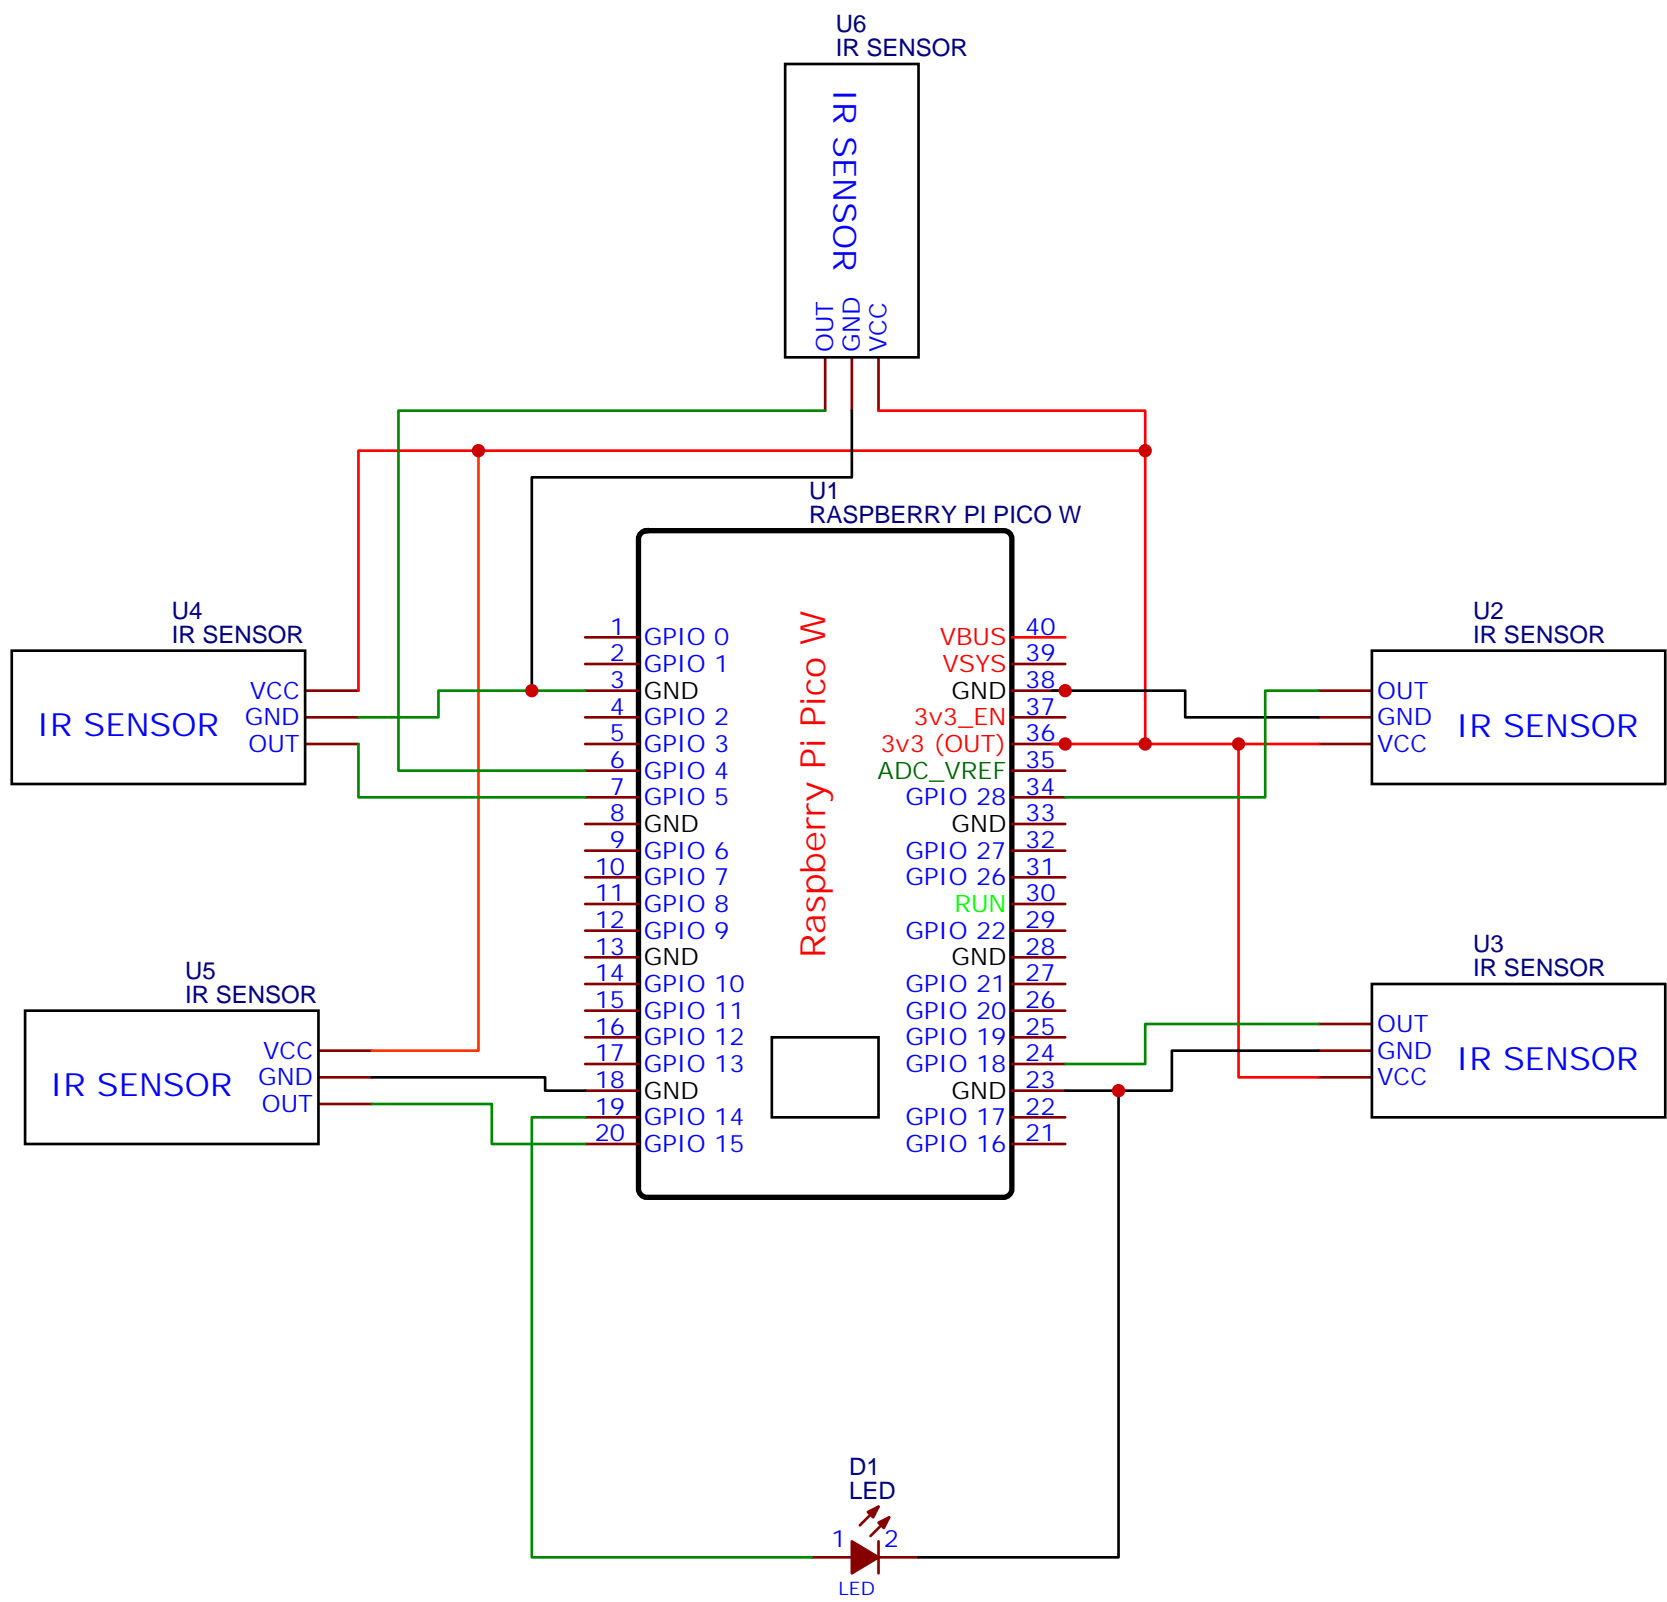 U6
IR SENSOR
IR SENSOR
OUT
GND
VCC
U1
RASPBERRY PI PICO W
Raspberry Pi Pico W
1 GPIO 0
2 GPIO 1
3 GND
4 GPIO 2
5 GPIO 3
6 GPIO 4
7 GPIO 5
8 GND
9 GPIO 6
10 GPIO 7
11 GPIO 8
12 GPIO 9
13 GND
14 GPIO 10
15 GPIO 11
16 GPIO 12
17 GPIO 13
18 GND
19 GPIO 14
20 GPIO 15
VBUS 40
VSYS 39
GND 38
3v3_EN 37
3v3 (OUT) 36
ADC_VREF 35
GPIO 28 34
GND 33
GPIO 27 32
GPIO 26 31
RUN 30
GPIO 22 29
GND 28
GPIO 21 27
GPIO 20 26
GPIO 19 25
GPIO 18 24
GND 23
GPIO 17 22
GPIO 16 21
U4
IR SENSOR
IR SENSOR
VCC
GND
OUT
U5
IR SENSOR
IR SENSOR
VCC
GND
OUT
U2
IR SENSOR
OUT
GND
VCC
IR SENSOR
U3
IR SENSOR
OUT
GND
VCC
IR SENSOR
D1
LED
1 2
LED